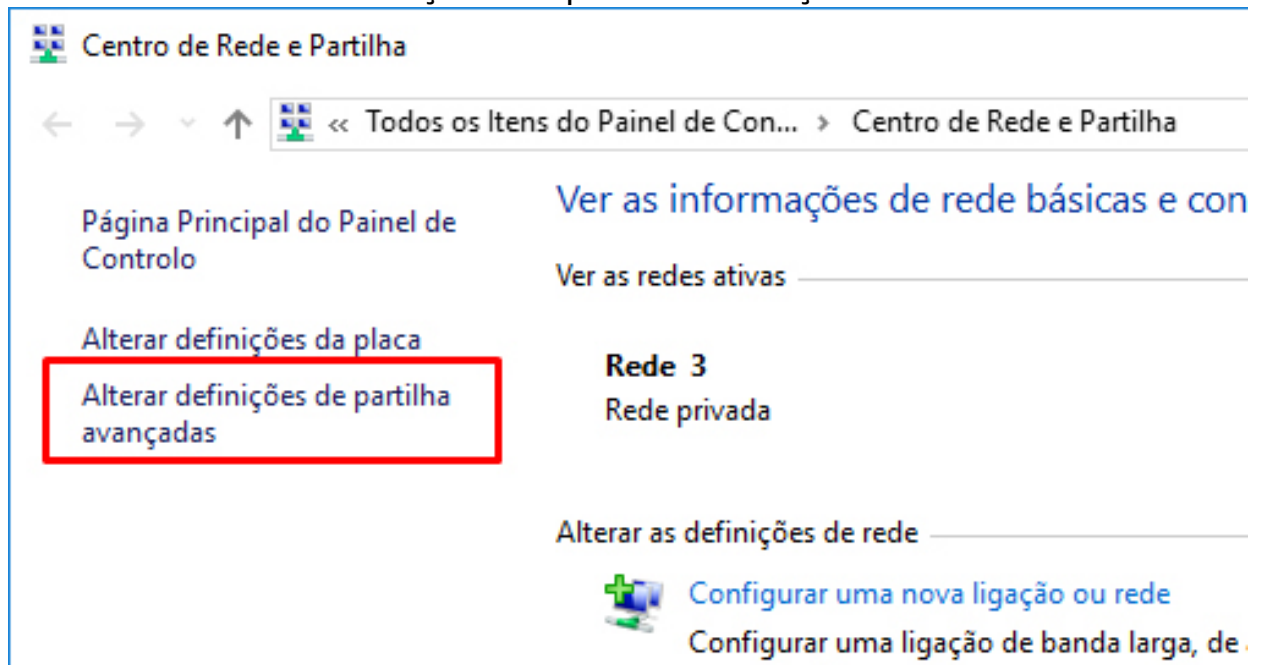 Centro de Rede e Partilha
« Todos os Itens do Painel de Con... > Centro de Rede e Partilha
Página Principal do Painel de
Controlo
Alterar definições da placa
Alterar definições de partilha
avançadas
Ver as informações de rede básicas e con
Ver as redes ativas
Rede 3
Rede privada
Alterar as definições de rede
Configurar uma nova ligação ou rede
Configurar uma ligação de banda larga, de